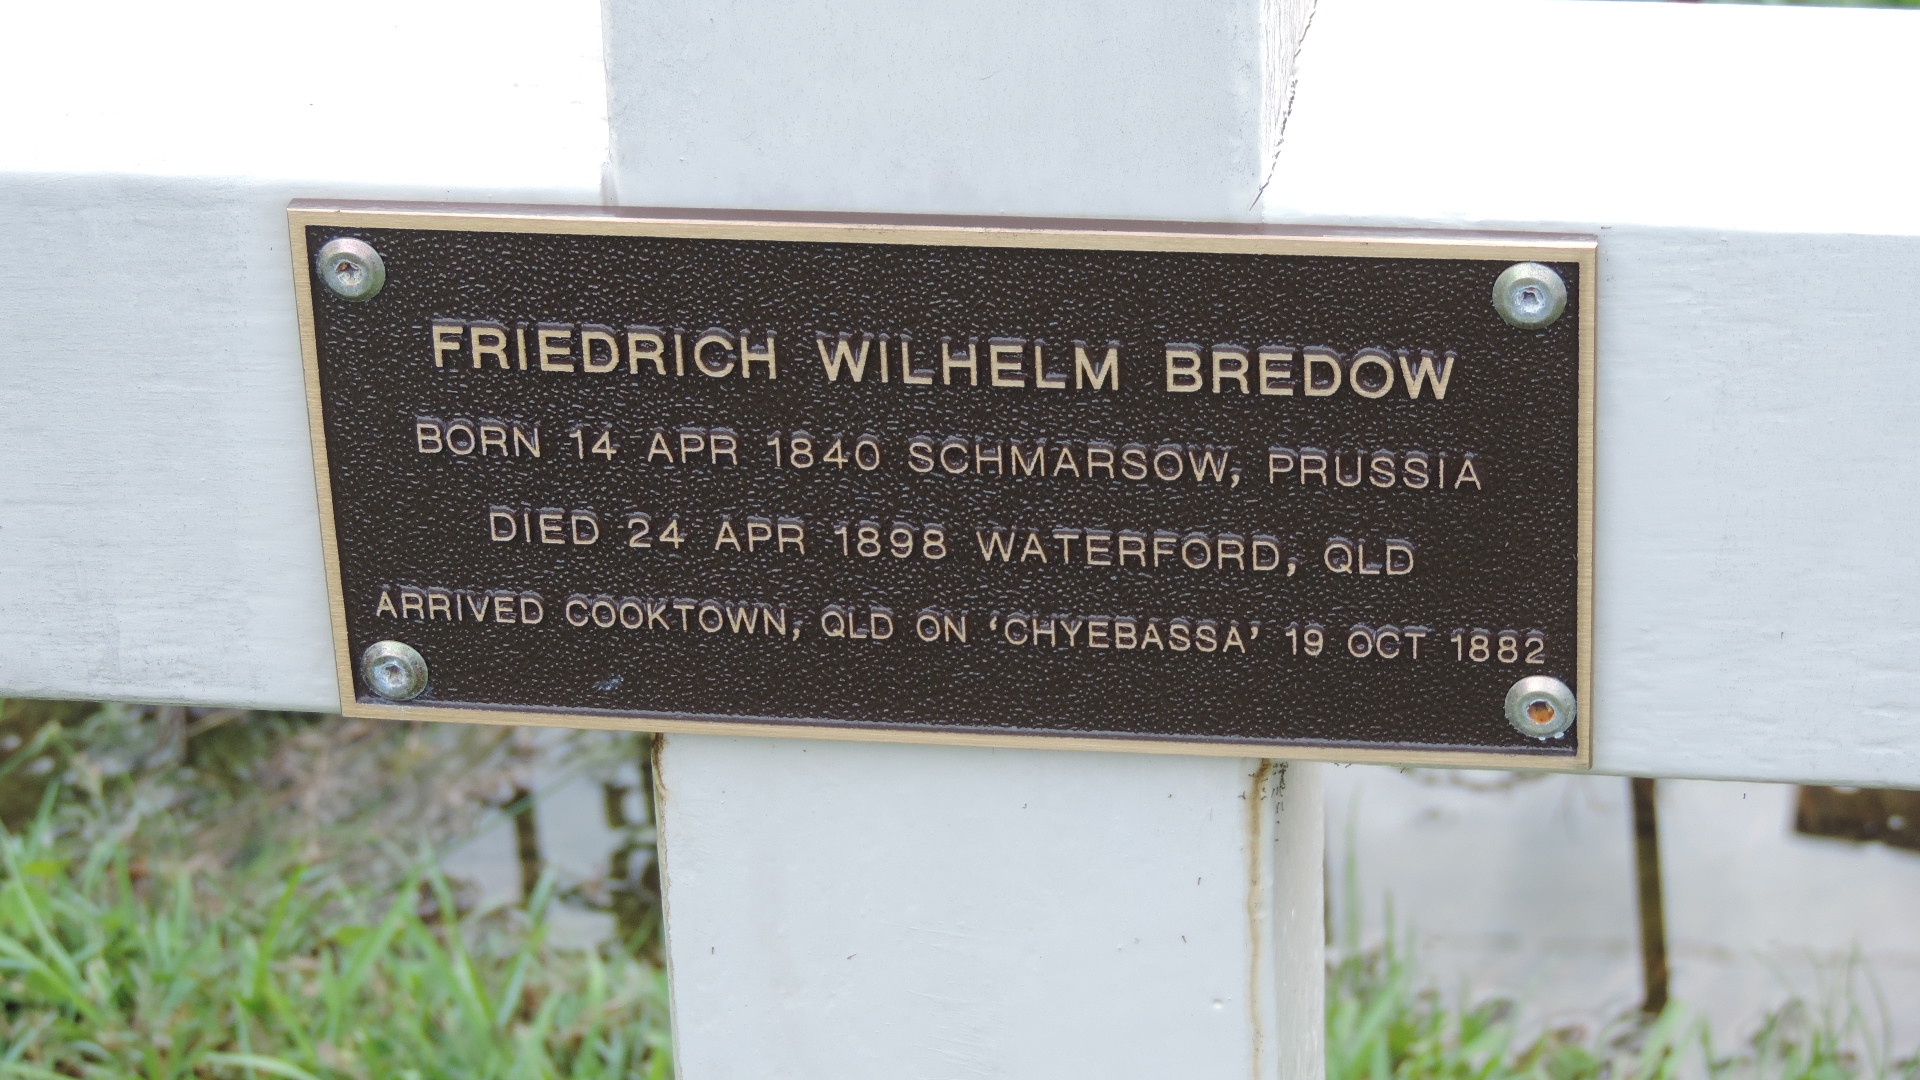 FRIEDRICH WILHELM BREDOW
BORN 14 APR 1840 SCHMARSOW, PRUSSIA
DIED 24 APR 1898 WATERFORD, QLD
ARRIVED COOKTOWN, QLD ON ‘CHYEBASSA’ 19 OCT 1882